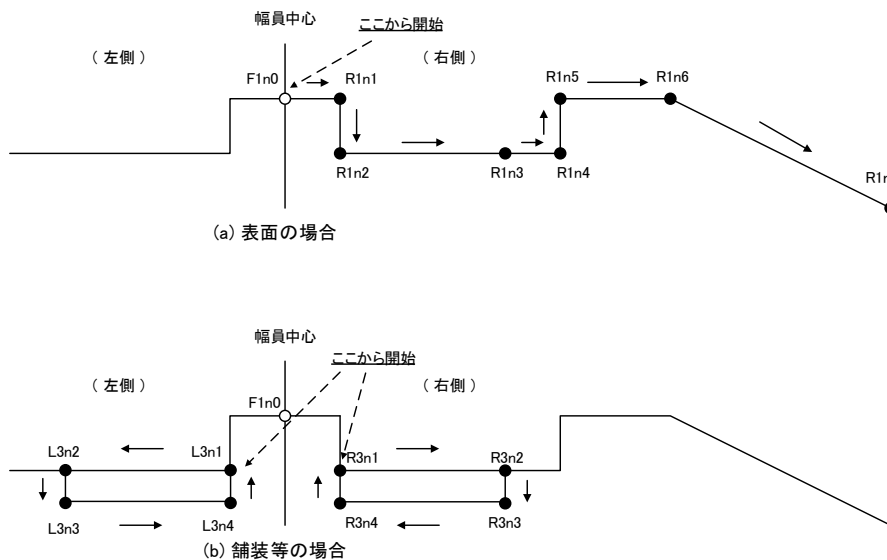 幅員中心
ここから開始
（左側）
（右側）
F1n0
R1n1
R1n5
R1n6
R1n2
R1n3
R1n4
R1n
(a) 表面の場合
幅員中心
ここから開始
（左側）
（右側）
F1n0
L3n2
L3n1
R3n1
R3n2
L3n3
L3n4
R3n4
R3n3
(b) 舗装等の場合